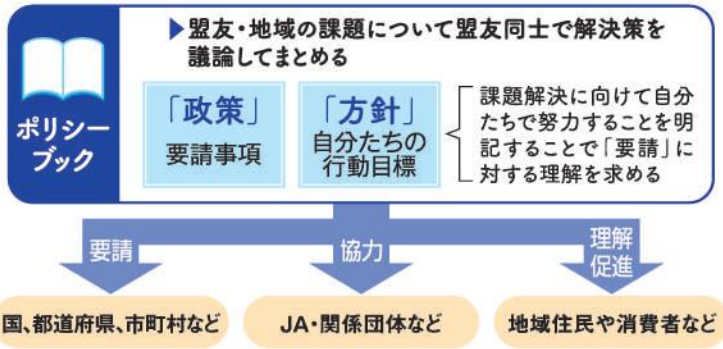 ポリシー
ブック
▶盟友・地域の課題について盟友同士で解決策を
議論してまとめる
「政策」
要請事項
「方針」
自分たちの
行動目標
課題解決に向けて自分
たちで努力することを明
記することで「要請」に
対する理解を求める
要請
協力
理解
促進
国、都道府県、市町村など
JA・関係団体など
地域住民や消費者など